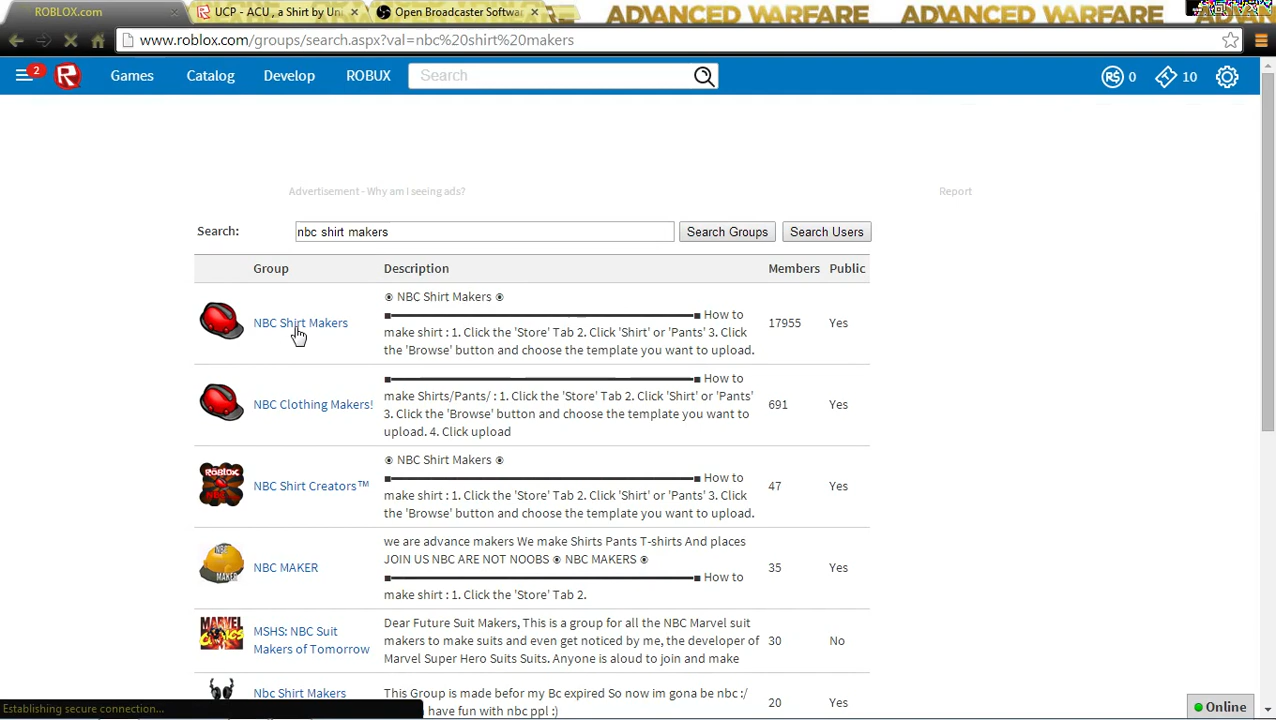 ROBLOX.com
UCP - ACU , a Shirt by Un
Open Broadcaster Softwa
ADVANCED WARFARE
ADVANCED WARFARE
www.roblox.com/groups/search.aspx?val=nbc%20shirt%20makers
2
Games
Catalog
Develop
ROBUX
Search
R$ 0
10
Advertisement - Why am I seeing ads?
Report
Search:
nbc shirt makers
Search Groups
Search Users
Group
Description
Members
Public
NBC Shirt Makers
◉ NBC Shirt Makers ◉
■━━━━━━━━━━━━━━━━━━━━■ How to
make shirt : 1. Click the 'Store' Tab 2. Click 'Shirt' or 'Pants' 3. Click
the 'Browse' button and choose the template you want to upload.
17955
Yes
NBC Clothing Makers!
■━━━━━━━━━━━━━━━━━━━━■ How to
make Shirts/Pants/ : 1. Click the 'Store' Tab 2. Click 'Shirt' or 'Pants'
3. Click the 'Browse' button and choose the template you want to
upload. 4. Click upload
691
Yes
ROBLOX
NBC Shirt Creators™
◉ NBC Shirt Makers ◉
■━━━━━━━━━━━━━━━━━━━━■ How to
make shirt : 1. Click the 'Store' Tab 2. Click 'Shirt' or 'Pants' 3. Click
the 'Browse' button and choose the template you want to upload.
47
Yes
NBC
MAKER
NBC MAKER
we are advance makers We make Shirts Pants T-shirts And places
JOIN US NBC ARE NOT NOOBS ◉ NBC MAKERS ◉
■━━━━━━━━━━━━━━━━━━━━■ How to
make shirt : 1. Click the 'Store' Tab 2.
35
Yes
MARVEL
COMICS
MSHS: NBC Suit
Makers of Tomorrow
Dear Future Suit Makers, This is a group for all the NBC Marvel suit
makers to make suits and even get noticed by me, the developer of
Marvel Super Hero Suits Suits. Anyone is aloud to join and make
30
No
Nbc Shirt Makers
This Group is made befor my Bc expired So now im gona be nbc :/
have fun with nbc ppl :)
20
Yes
Establishing secure connection...
Online